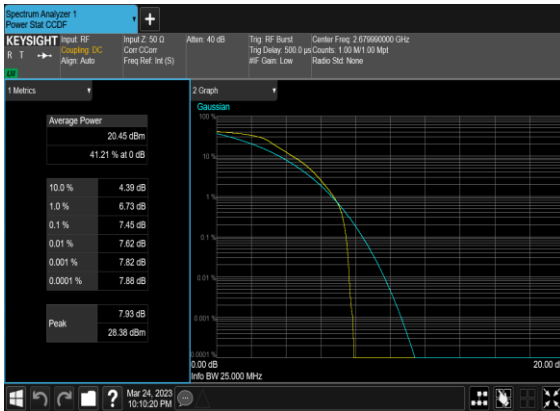 Spectrum Analyzer 1
Power Stat CCDF
KEYSIGHT
R T
LM
Input: RF
Coupling: DC
Align: Auto
Input Z: 50 Ω
Corr CCorr
Freq Ref: Int (S)
Atten: 40 dB
Trig: RF Burst
Trig Delay: 500.0 µs
#IF Gain: Low
Center Freq: 2.679990000 GHz
Counts: 1.00 M/1.00 Mpt
Radio Std: None
1 Metrics
Average Power
20.45 dBm
41.21 % at 0 dB
10.0 % 4.39 dB
1.0 % 6.73 dB
0.1 % 7.45 dB
0.01 % 7.62 dB
0.001 % 7.82 dB
0.0001 % 7.88 dB
Peak
7.93 dB
28.38 dBm
2 Graph
Gaussian
100 %
10 %
1 %
0.1 %
0.01 %
0.001 %
0.0001 %
0.00 dB
20.00 d
Info BW 25.000 MHz
?
Mar 24, 2023
10:10:20 PM